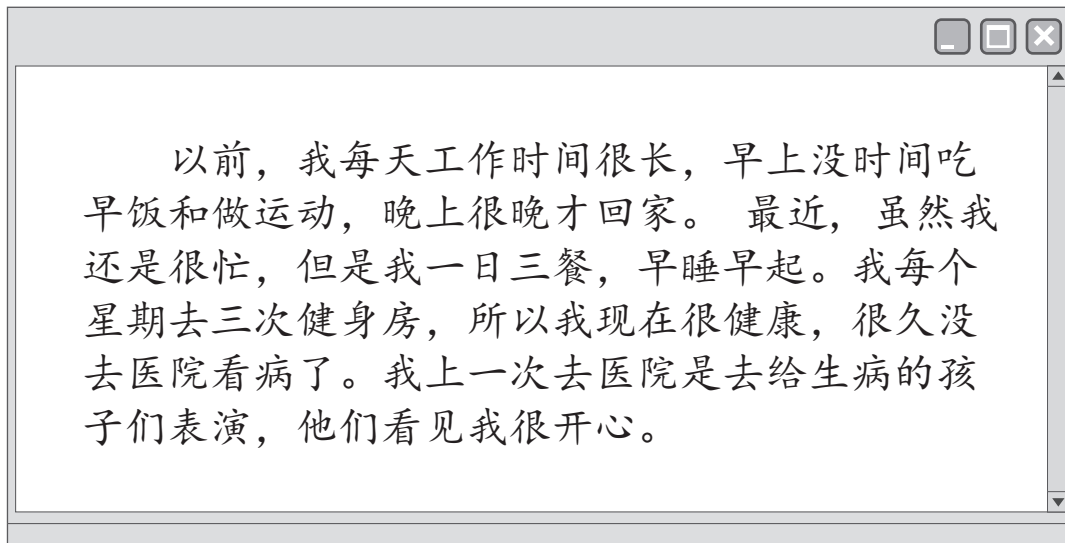 以前，我每天工作时间很长，早上没时间吃
早饭和做运动，晚上很晚才回家。 最近，虽然我
还是很忙，但是我一日三餐，早睡早起。我每个
星期去三次健身房，所以我现在很健康，很久没
去医院看病了。我上一次去医院是去给生病的孩
子们表演，他们看见我很开心。